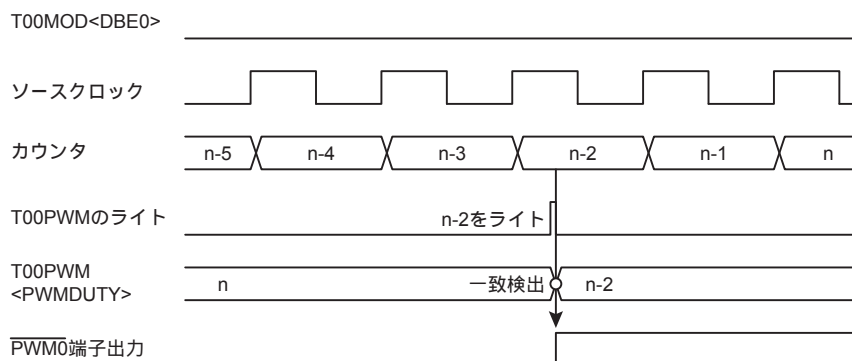 T00MOD<DBE0>
ソースクロック
カウンタ n-5 n-4 n-3 n-2 n-1 n
T00PWMのライト n-2をライト
T00PWM
<PWMDUTY> n 一致検出 n-2
PWM0端子出力